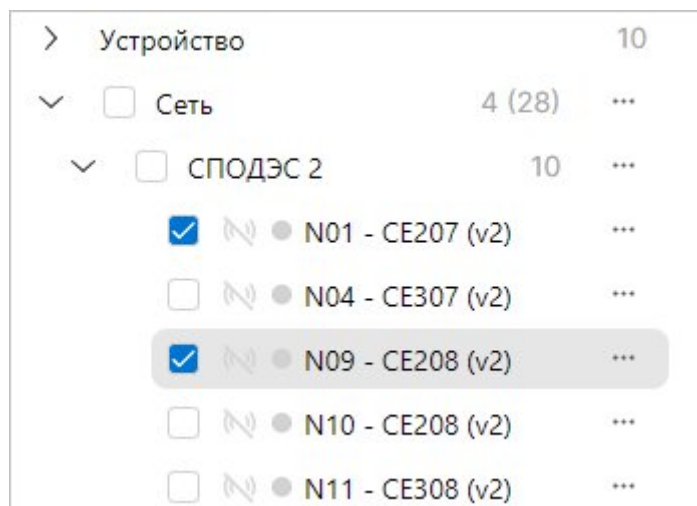 Устройство 10
Сеть 4 (28) ...
СПОДЭС 2 10 ...
N01 - CE207 (v2) ...
N04 - CE307 (v2) ...
N09 - CE208 (v2) ...
N10 - CE208 (v2) ...
N11 - CE308 (v2) ...